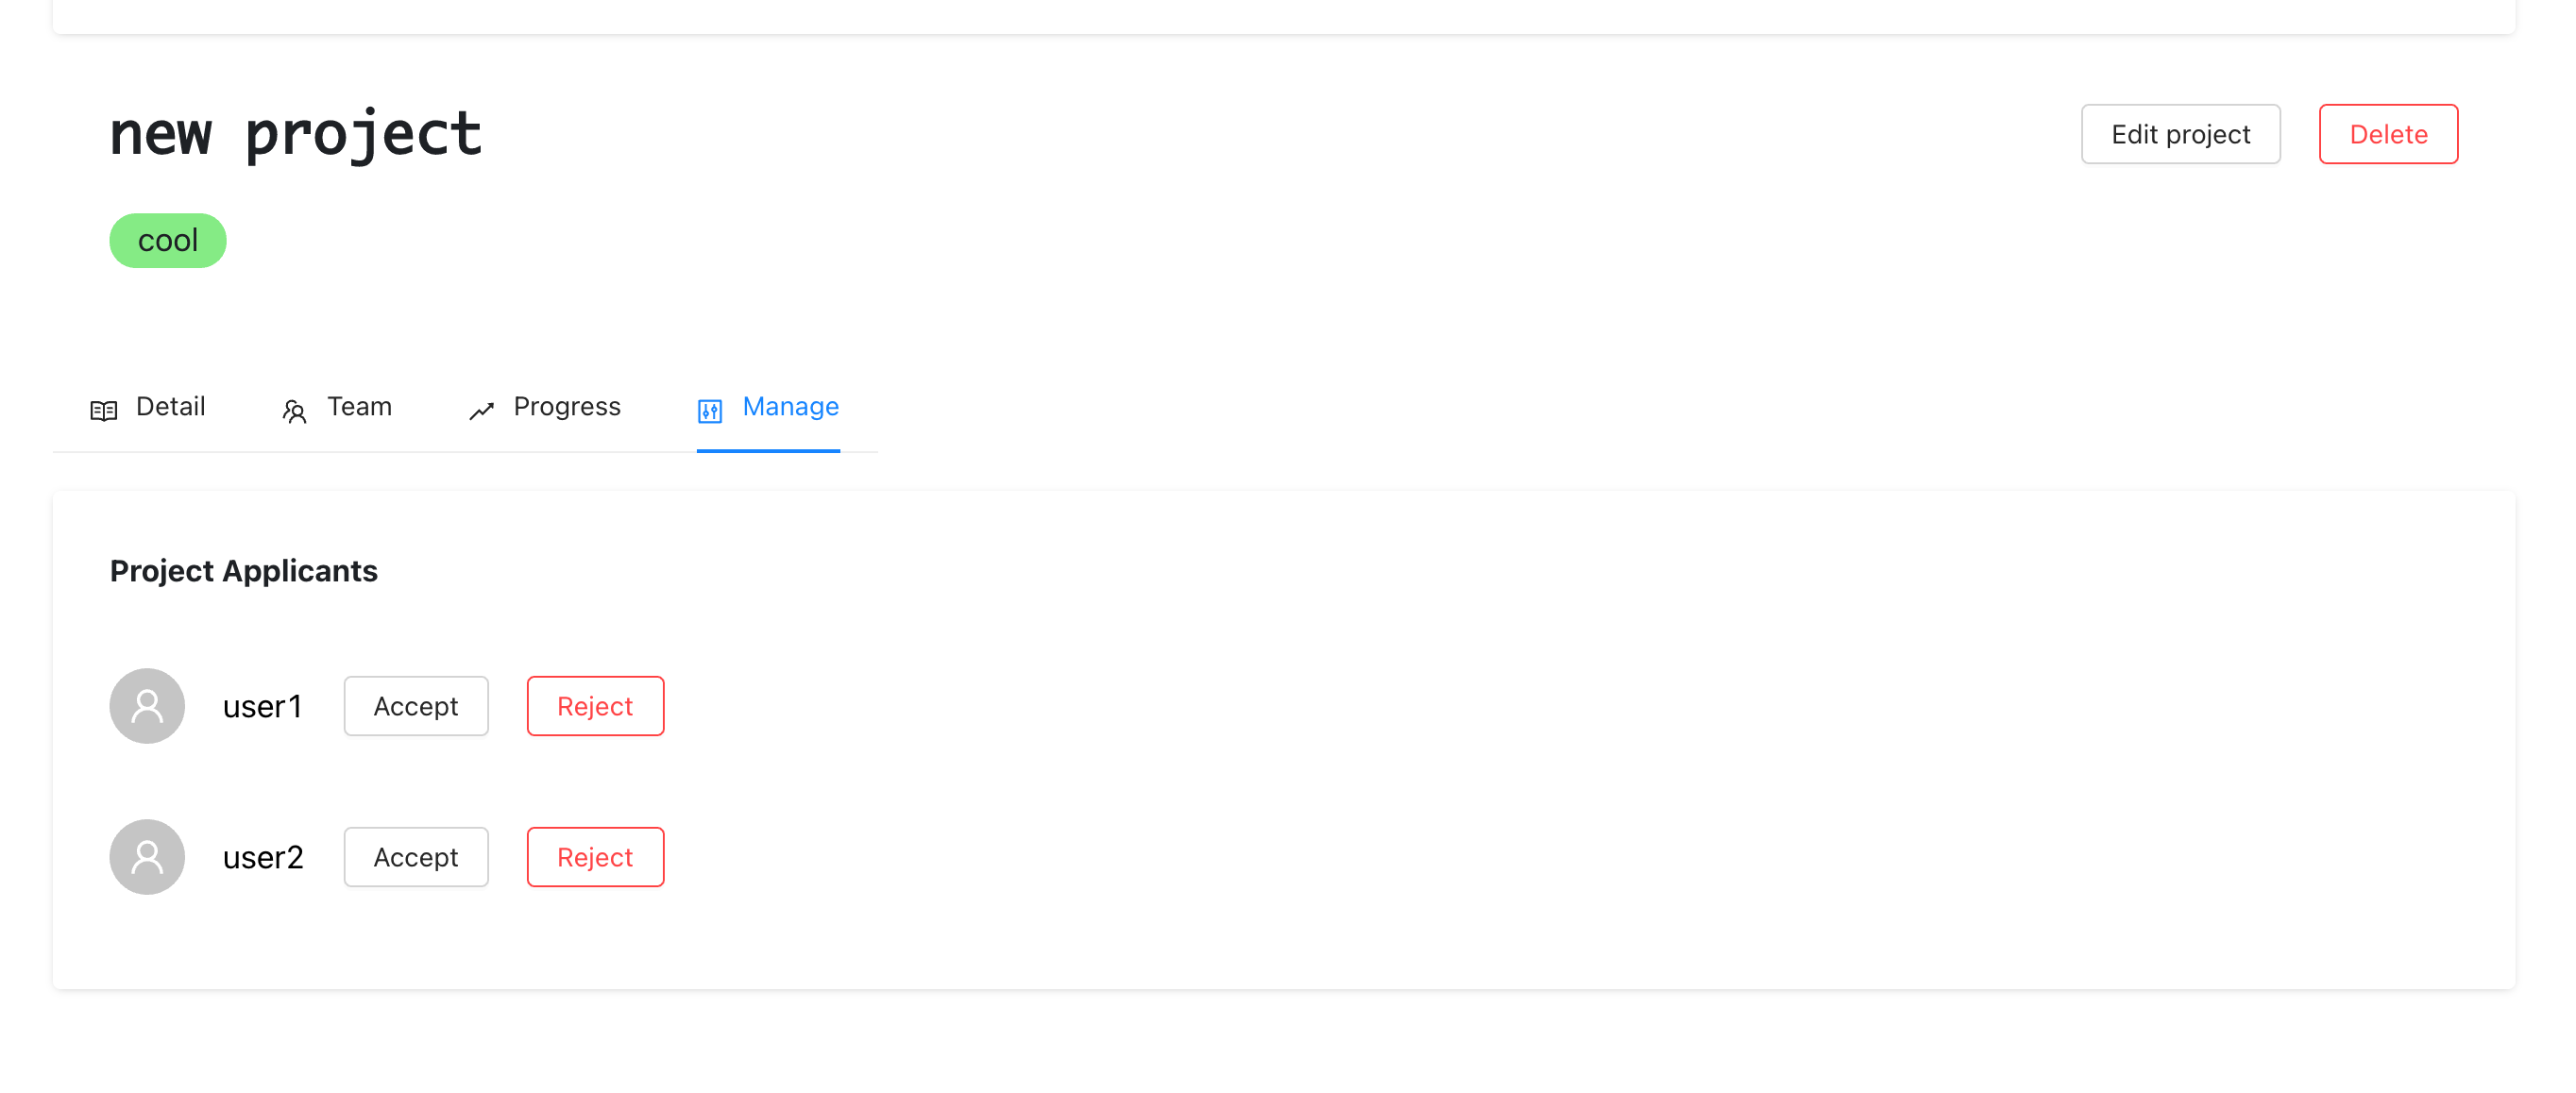 new project
Edit project
Delete
cool
Detail
Team
Progress
Manage
Project Applicants
user1
Accept
Reject
user2
Accept
Reject